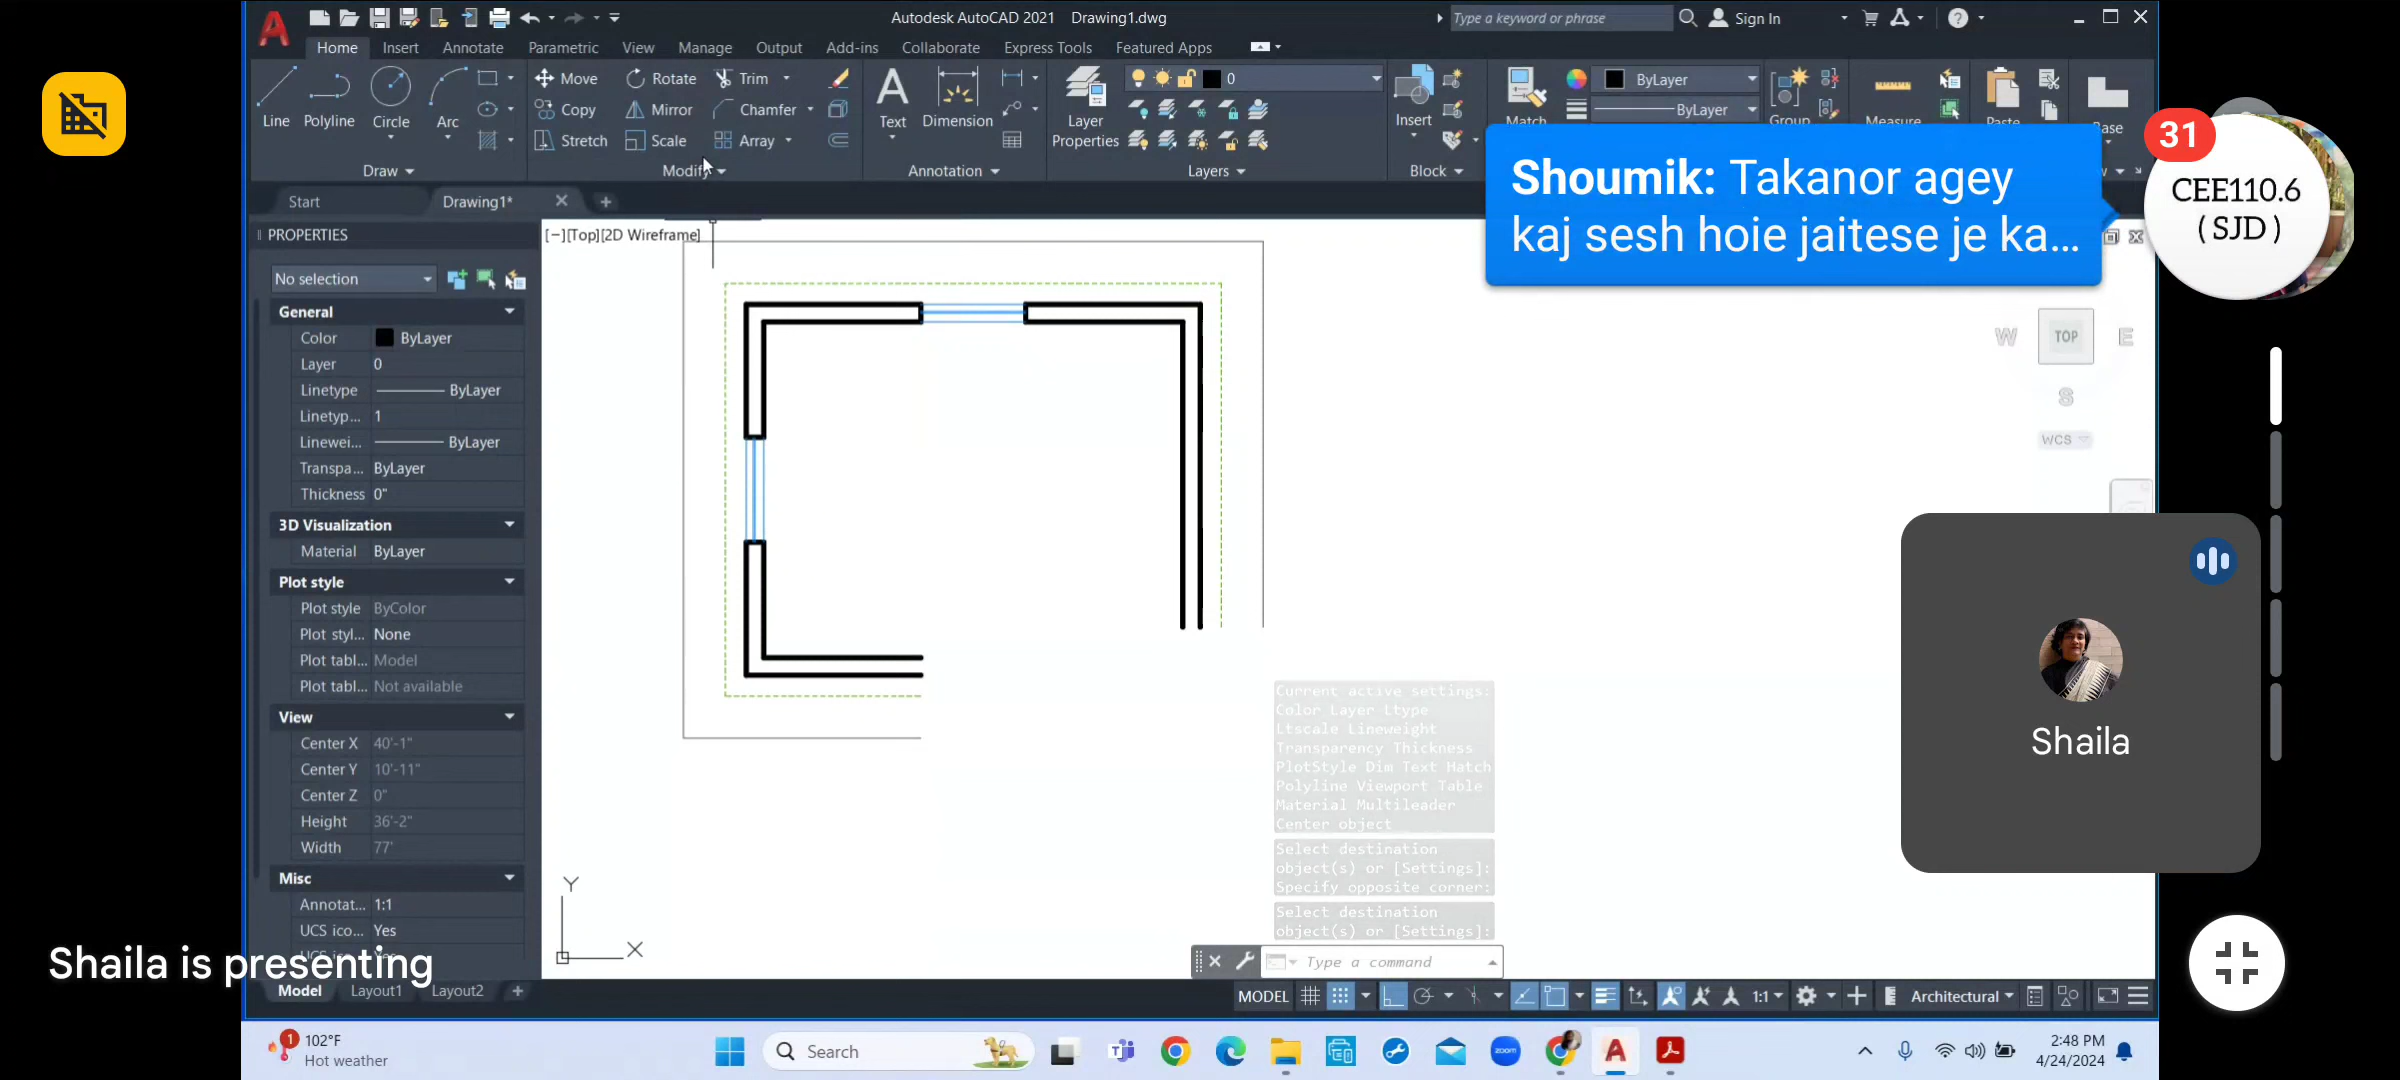 Autodesk AutoCAD 2021 Drawing1.dwg
Type a keyword or phrase
Sign In
Home Insert Annotate Parametric View Manage Output Add-ins Collaborate Express Tools Featured Apps
Line Polyline Circle Arc
Move Rotate Trim
Copy Mirror Chamfer
Stretch Scale Array
Text Dimension
Layer
Properties
0
Insert
Match
ByLayer
ByLayer
Group
Measure
Paste
Base
Draw Modify Annotation Layers Block
Shoumik: Takanor agey
kaj sesh hoie jaitese je ka...
31
CEE110.6
( SJD )
Start Drawing1*
PROPERTIES
No selection
General
Color ByLayer
Layer 0
Linetype ByLayer
Linetyp... 1
Linewei... ByLayer
Transpa... ByLayer
Thickness 0"
3D Visualization
Material ByLayer
Plot style
Plot style ByColor
Plot styl... None
Plot tabl... Model
Plot tabl... Not available
View
Center X 40'-1"
Center Y 10'-11"
Center Z 0"
Height 36'-2"
Width 77'
Misc
Annotat... 1:1
UCS ico... Yes
[−][Top][2D Wireframe]
W TOP E
S
WCS
Current active settings:
Color Layer Ltype
Ltscale Lineweight
Transparency Thickness
PlotStyle Dim Text Hatch
Polyline Viewport Table
Material Multileader
Center object
Select destination
object(s) or [Settings]:
Specify opposite corner:
Select destination
object(s) or [Settings]:
Type a command
Y
X
Shaila
Shaila is presenting
Model Layout1 Layout2
MODEL 1:1 Architectural
1
102°F
Hot weather
Search
zoom
2:48 PM
4/24/2024